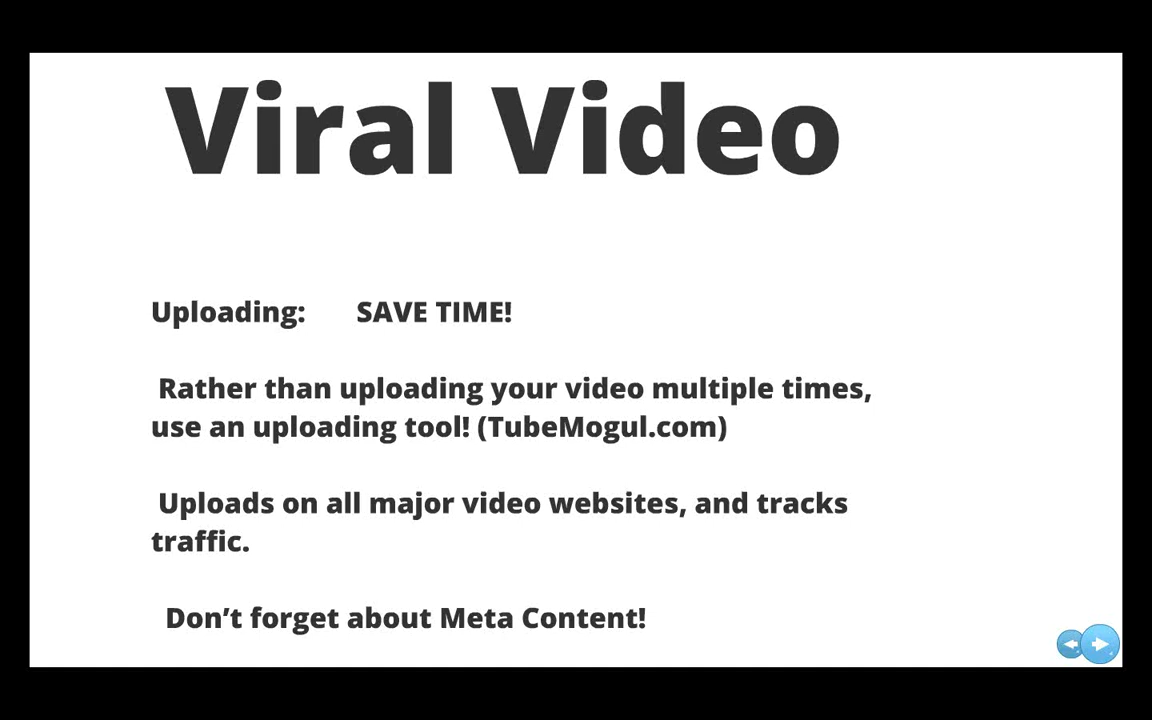 Viral Video
Uploading: SAVE TIME!
Rather than uploading your video multiple times,
use an uploading tool! (TubeMogul.com)
Uploads on all major video websites, and tracks
traffic.
Don’t forget about Meta Content!